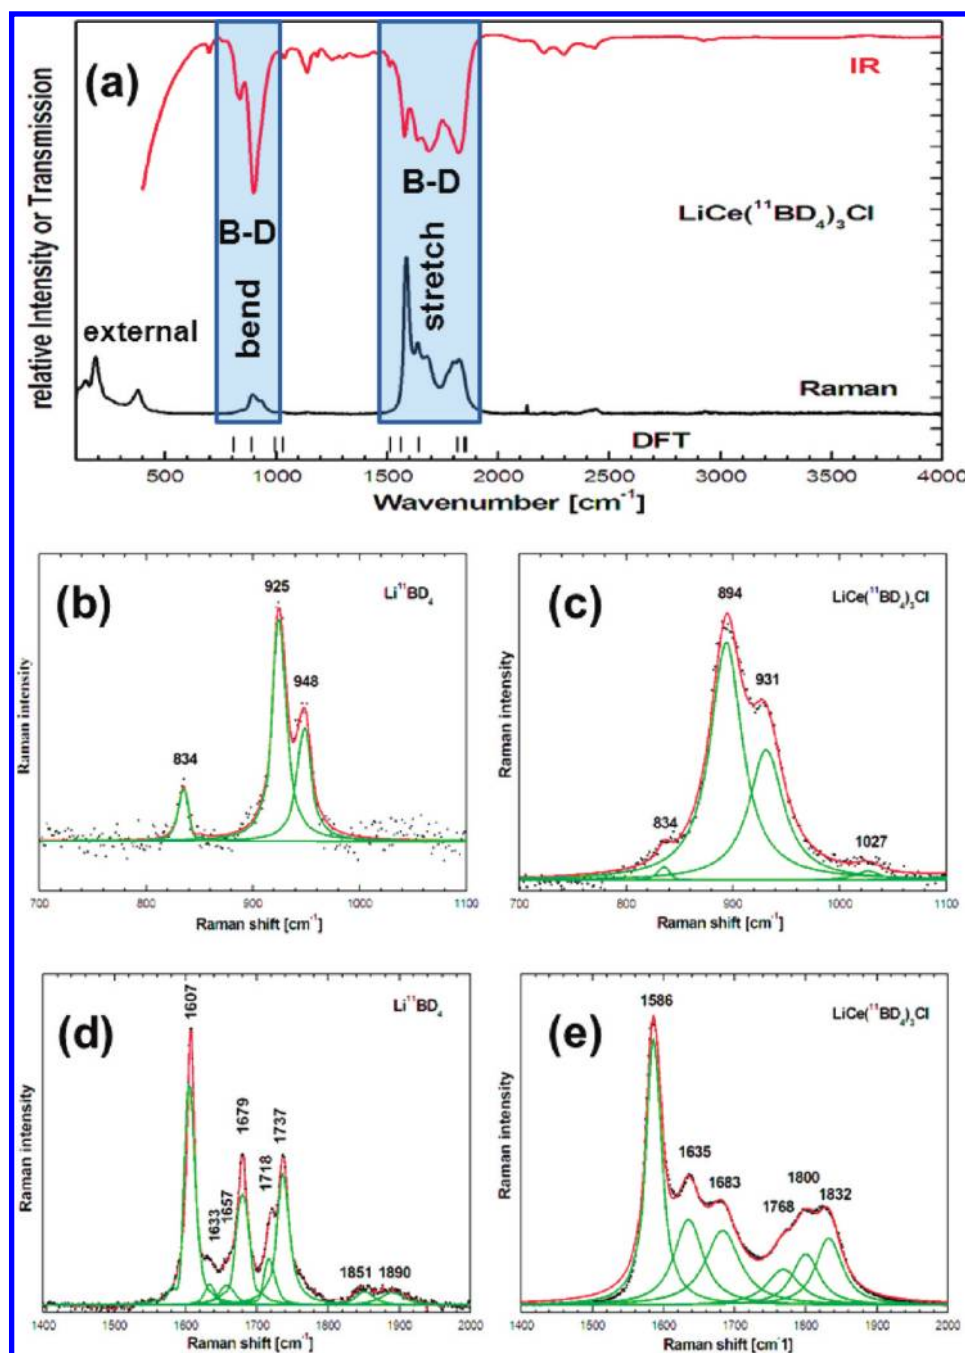 (a)
relative Intensity or Transmission
IR
B-D
bend
B-D
stretch
LiCe(¹¹BD₄)₃Cl
external
Raman
DFT
500 1000 1500 2000 2500 3000 3500 4000
Wavenumber [cm⁻¹]
(b)
Li¹¹BD₄
925
948
834
Raman intensity
700 800 900 1000 1100
Raman shift [cm⁻¹]
(c)
LiCe(¹¹BD₄)₃Cl
894
931
834
1027
Raman intensity
700 800 900 1000 1100
Raman shift [cm⁻¹]
(d)
Li¹¹BD₄
1607
1633
1657
1679
1718
1737
1851 1890
Raman intensity
1400 1500 1600 1700 1800 1900 2000
Raman shift [cm⁻¹]
(e)
LiCe(¹¹BD₄)₃Cl
1586
1635
1683
1768
1800
1832
Raman intensity
1400 1500 1600 1700 1800 1900 2000
Raman shift [cm⁻1]